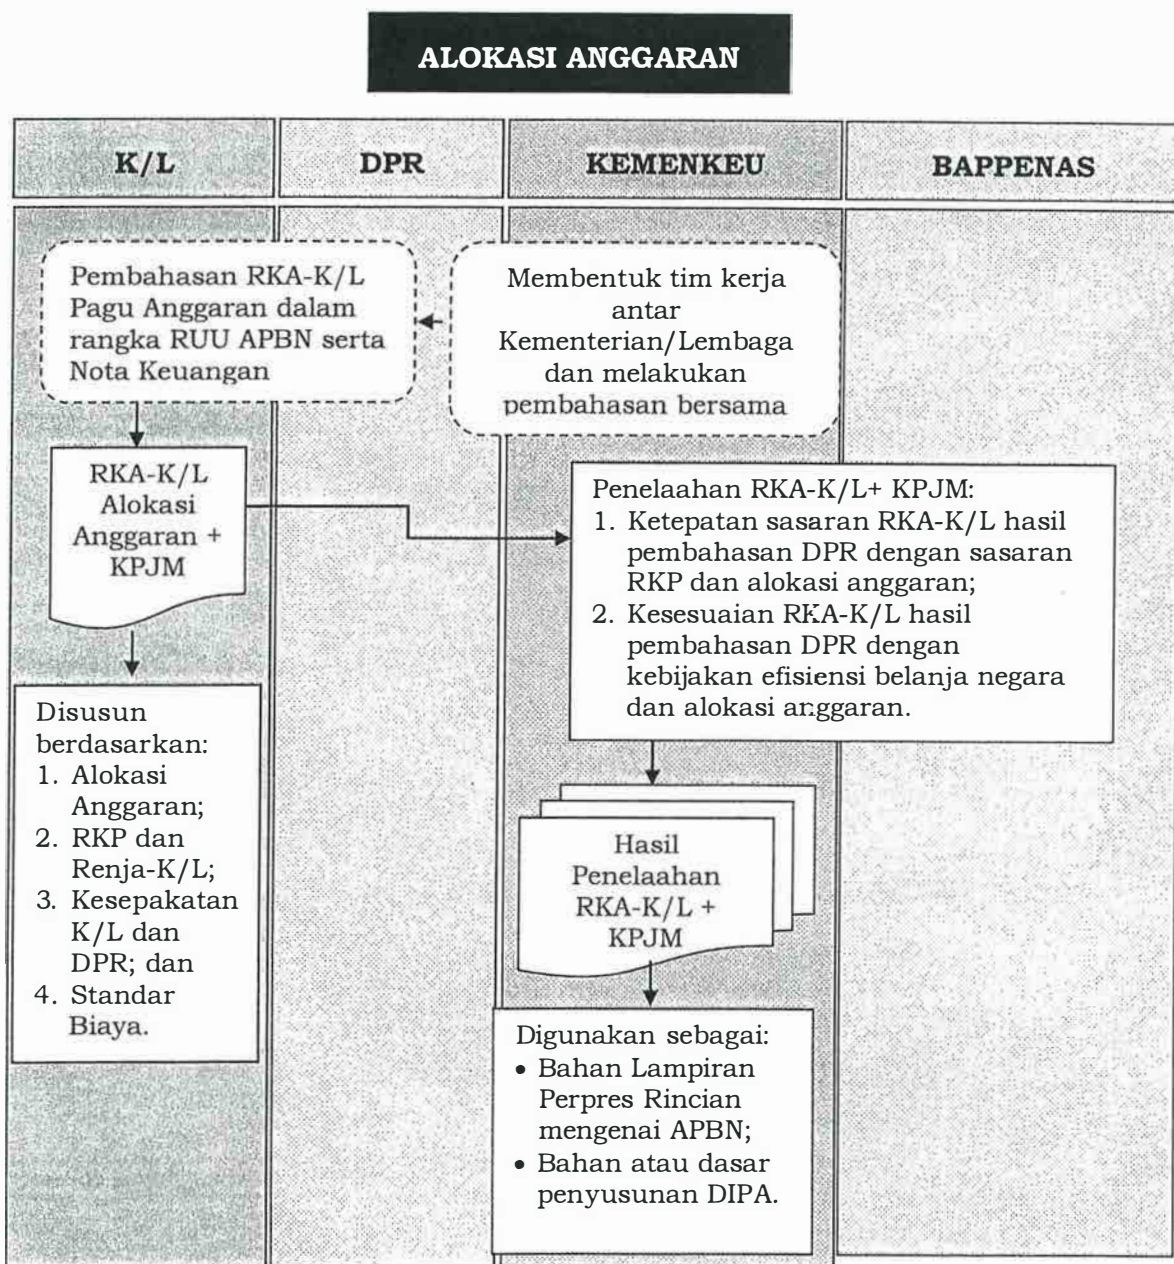 ALOKASI ANGGARAN
K/L
DPR
KEMENKEU
BAPPENAS
Pembahasan RKA-K/L
Pagu Anggaran dalam
rangka RUU APBN serta
Nota Keuangan
Membentuk tim kerja
antar
Kementerian/Lembaga
dan melakukan
pembahasan bersama
RKA-K/L
Alokasi
Anggaran +
KPJM
Penelaahan RKA-K/L+ KPJM:
1. Ketepatan sasaran RKA-K/L hasil
pembahasan DPR dengan sasaran
RKP dan alokasi anggaran;
2. Kesesuaian RKA-K/L hasil
pembahasan DPR dengan
kebijakan efisiensi belanja negara
dan alokasi anggaran.
Disusun
berdasarkan:
1. Alokasi
Anggaran;
2. RKP dan
Renja-K/L;
3. Kesepakatan
K/L dan
DPR; dan
4. Standar
Biaya.
Hasil
Penelaahan
RKA-K/L +
KPJM
Digunakan sebagai:
• Bahan Lampiran
Perpres Rincian
mengenai APBN;
• Bahan atau dasar
penyusunan DIPA.